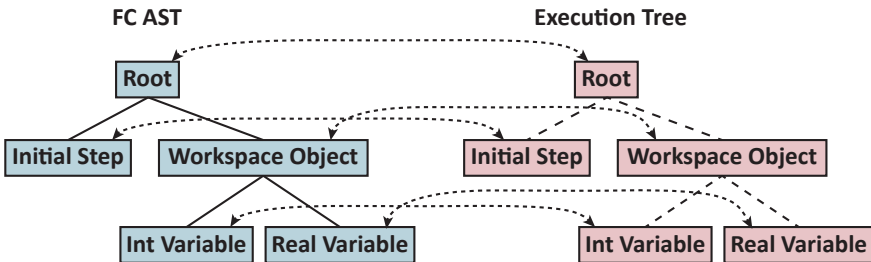 FC AST Execution Tree
Root Root
Initial Step Workspace Object Initial Step Workspace Object
Int Variable Real Variable Int Variable Real Variable